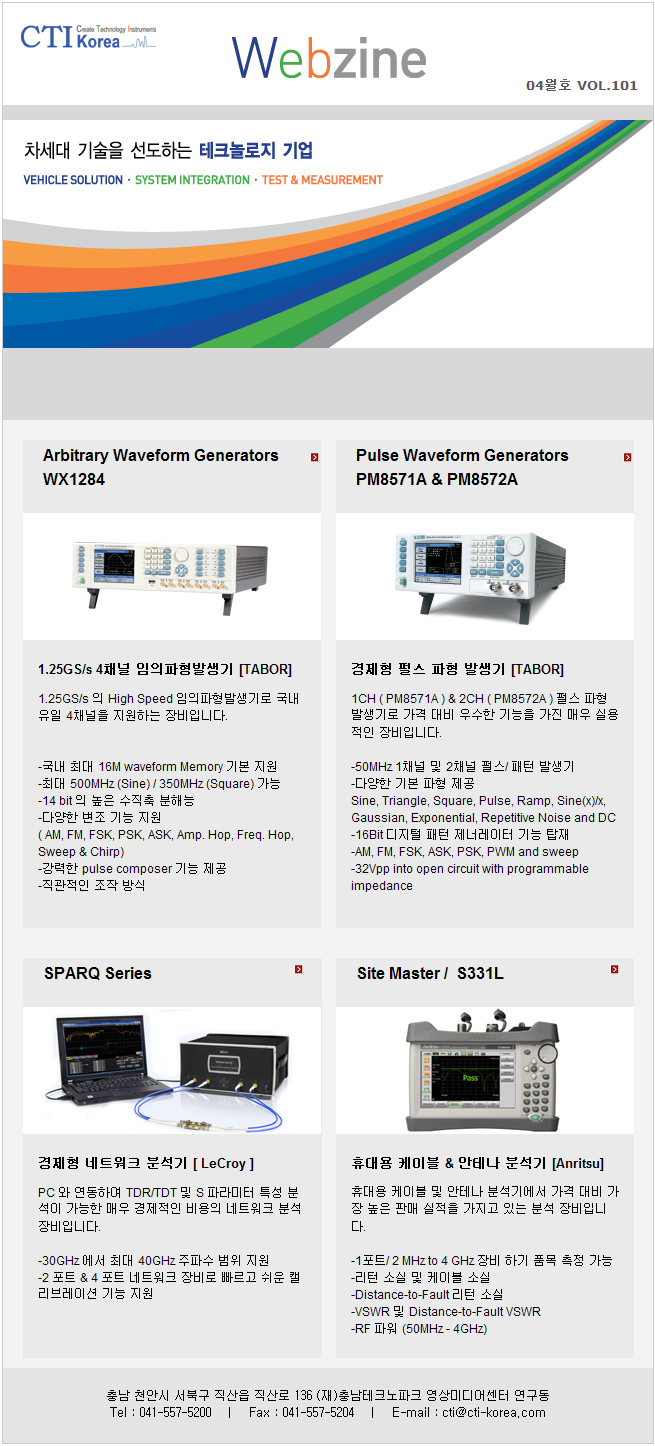 CTI Korea
Create Technology Instruments
Webzine
04월호 VOL.101
차세대 기술을 선도하는 테크놀로지 기업
VEHICLE SOLUTION · SYSTEM INTEGRATION · TEST & MEASUREMENT
Arbitrary Waveform Generators
WX1284
1.25GS/s 4채널 임의파형발생기 [TABOR]
1.25GS/s 의 High Speed 임의파형발생기로 국내
유일 4채널을 지원하는 장비입니다.
-국내 최대 16M waveform Memory 기본 지원
-최대 500MHz (Sine) / 350MHz (Square) 가능
-14 bit 의 높은 수직축 분해능
-다양한 변조 기능 지원
( AM, FM, FSK, PSK, ASK, Amp. Hop, Freq. Hop,
Sweep & Chirp)
-강력한 pulse composer 기능 제공
-직관적인 조작 방식
Pulse Waveform Generators
PM8571A & PM8572A
경제형 펄스 파형 발생기 [TABOR]
1CH ( PM8571A ) & 2CH ( PM8572A ) 펄스 파형
발생기로 가격 대비 우수한 기능을 가진 매우 실용
적인 장비입니다.
-50MHz 1채널 및 2채널 펄스/ 패턴 발생기
-다양한 기본 파형 제공
Sine, Triangle, Square, Pulse, Ramp, Sine(x)/x,
Gaussian, Exponential, Repetitive Noise and DC
-16Bit 디지털 패턴 제너레이터 기능 탑재
-AM, FM, FSK, ASK, PSK, PWM and sweep
-32Vpp into open circuit with programmable
impedance
SPARQ Series
경제형 네트워크 분석기 [ LeCroy ]
PC 와 연동하여 TDR/TDT 및 S 파라미터 특성 분
석이 가능한 매우 경제적인 비용의 네트워크 분석
장비입니다.
-30GHz 에서 최대 40GHz 주파수 범위 지원
-2 포트 & 4 포트 네트워크 장비로 빠르고 쉬운 캘
리브레이션 기능 지원
Site Master / S331L
Anritsu
Pass
휴대용 케이블 & 안테나 분석기 [Anritsu]
휴대용 케이블 및 안테나 분석기에서 가격 대비 가
장 높은 판매 실적을 가지고 있는 분석 장비입니
다.
-1포트/ 2 MHz to 4 GHz 장비 하기 품목 측정 가능
-리턴 소실 및 케이블 소실
-Distance-to-Fault 리턴 소실
-VSWR 및 Distance-to-Fault VSWR
-RF 파워 (50MHz - 4GHz)
충남 천안시 서북구 직산읍 직산로 136 (재)충남테크노파크 영상미디어센터 연구동
Tel : 041-557-5200 | Fax : 041-557-5204 | E-mail : cti@cti-korea.com